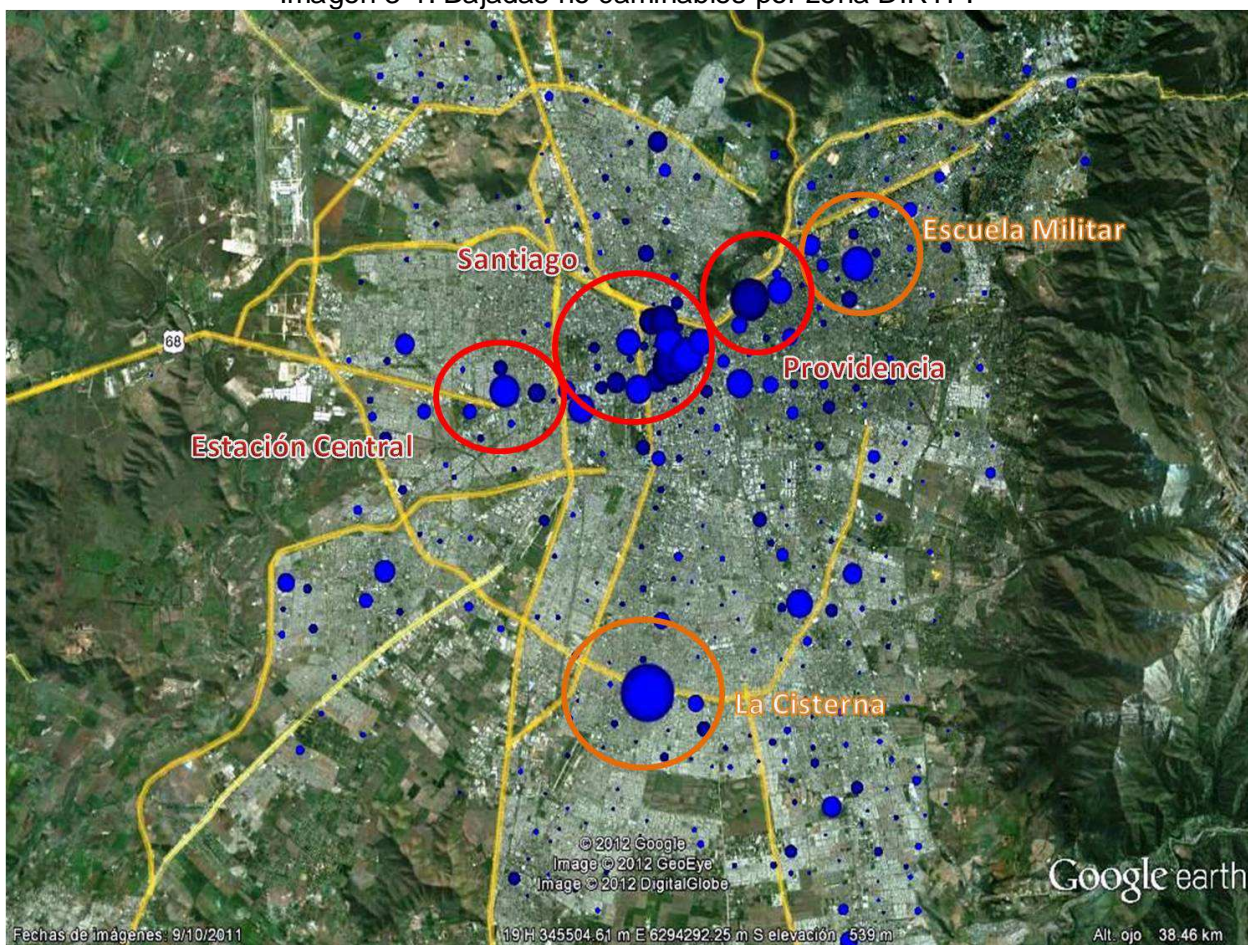 Imagen 3-4: Bajadas no caminables por zona DIRTPT
Escuela Militar
Santiago
68
Providencia
Estación Central
La Cisterna
© 2012 Google
Image © 2012 GeoEye
Image © 2012 DigitalGlobe
Google earth
Fechas de imágenes: 9/10/2011
19 H 345504.61 m E 6294292.25 m S elevación 539 m
Alt. ojo 38.46 km